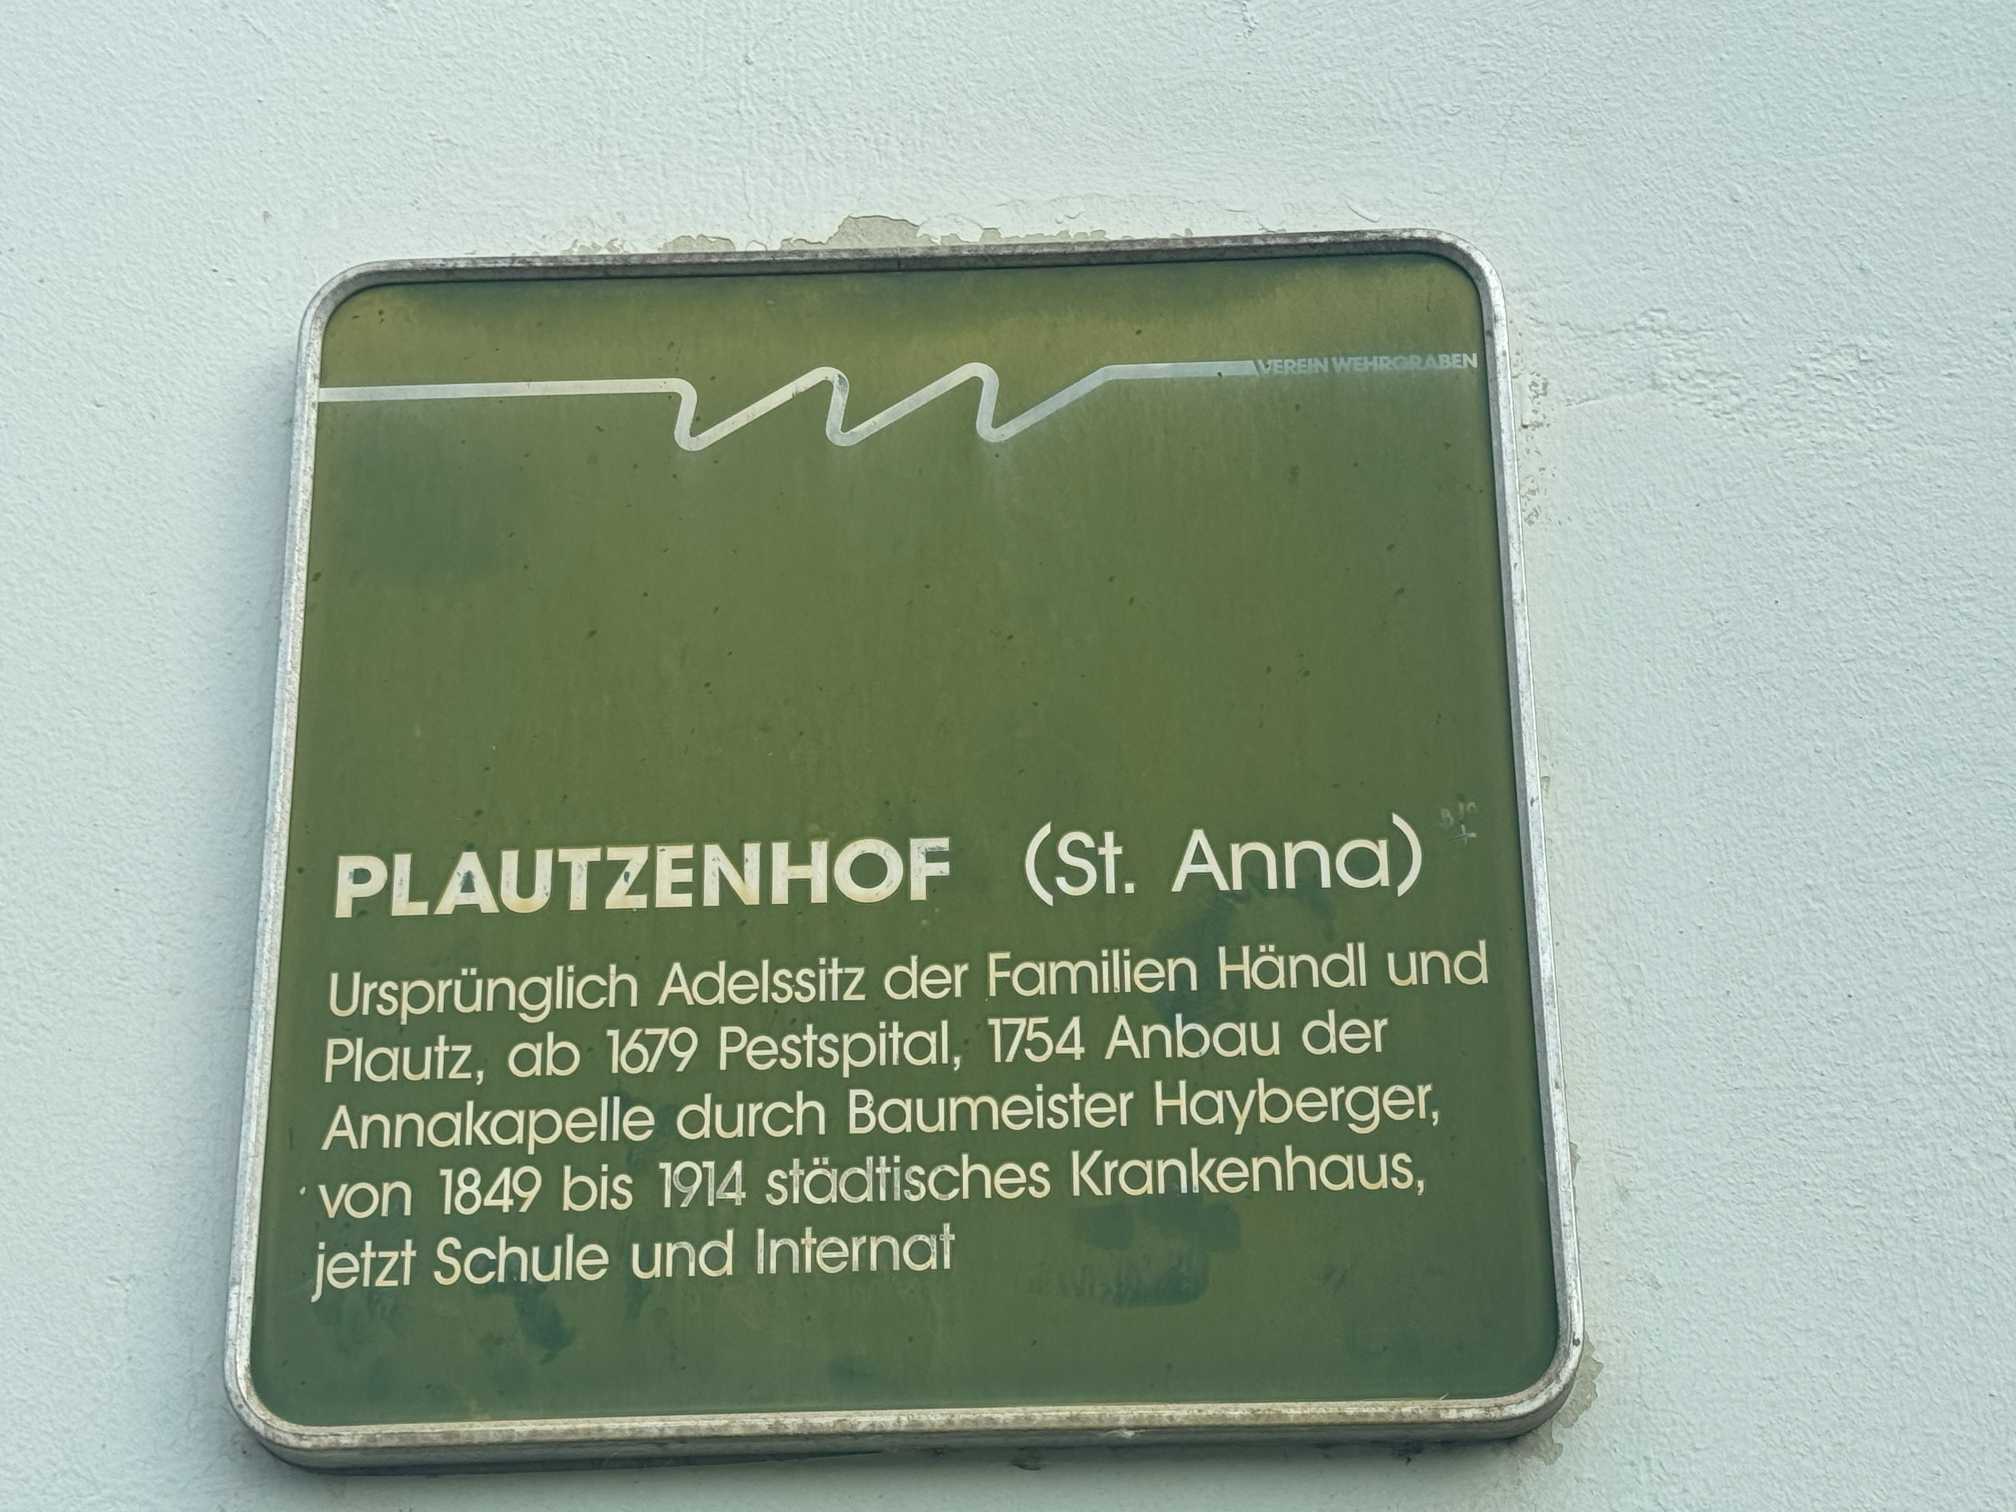 VEREIN WEHRGRABEN
PLAUTZENHOF (St. Anna)
Ursprünglich Adelssitz der Familien Händl und
Plautz, ab 1679 Pestspital, 1754 Anbau der
Annakapelle durch Baumeister Hayberger,
von 1849 bis 1914 städtisches Krankenhaus,
jetzt Schule und Internat